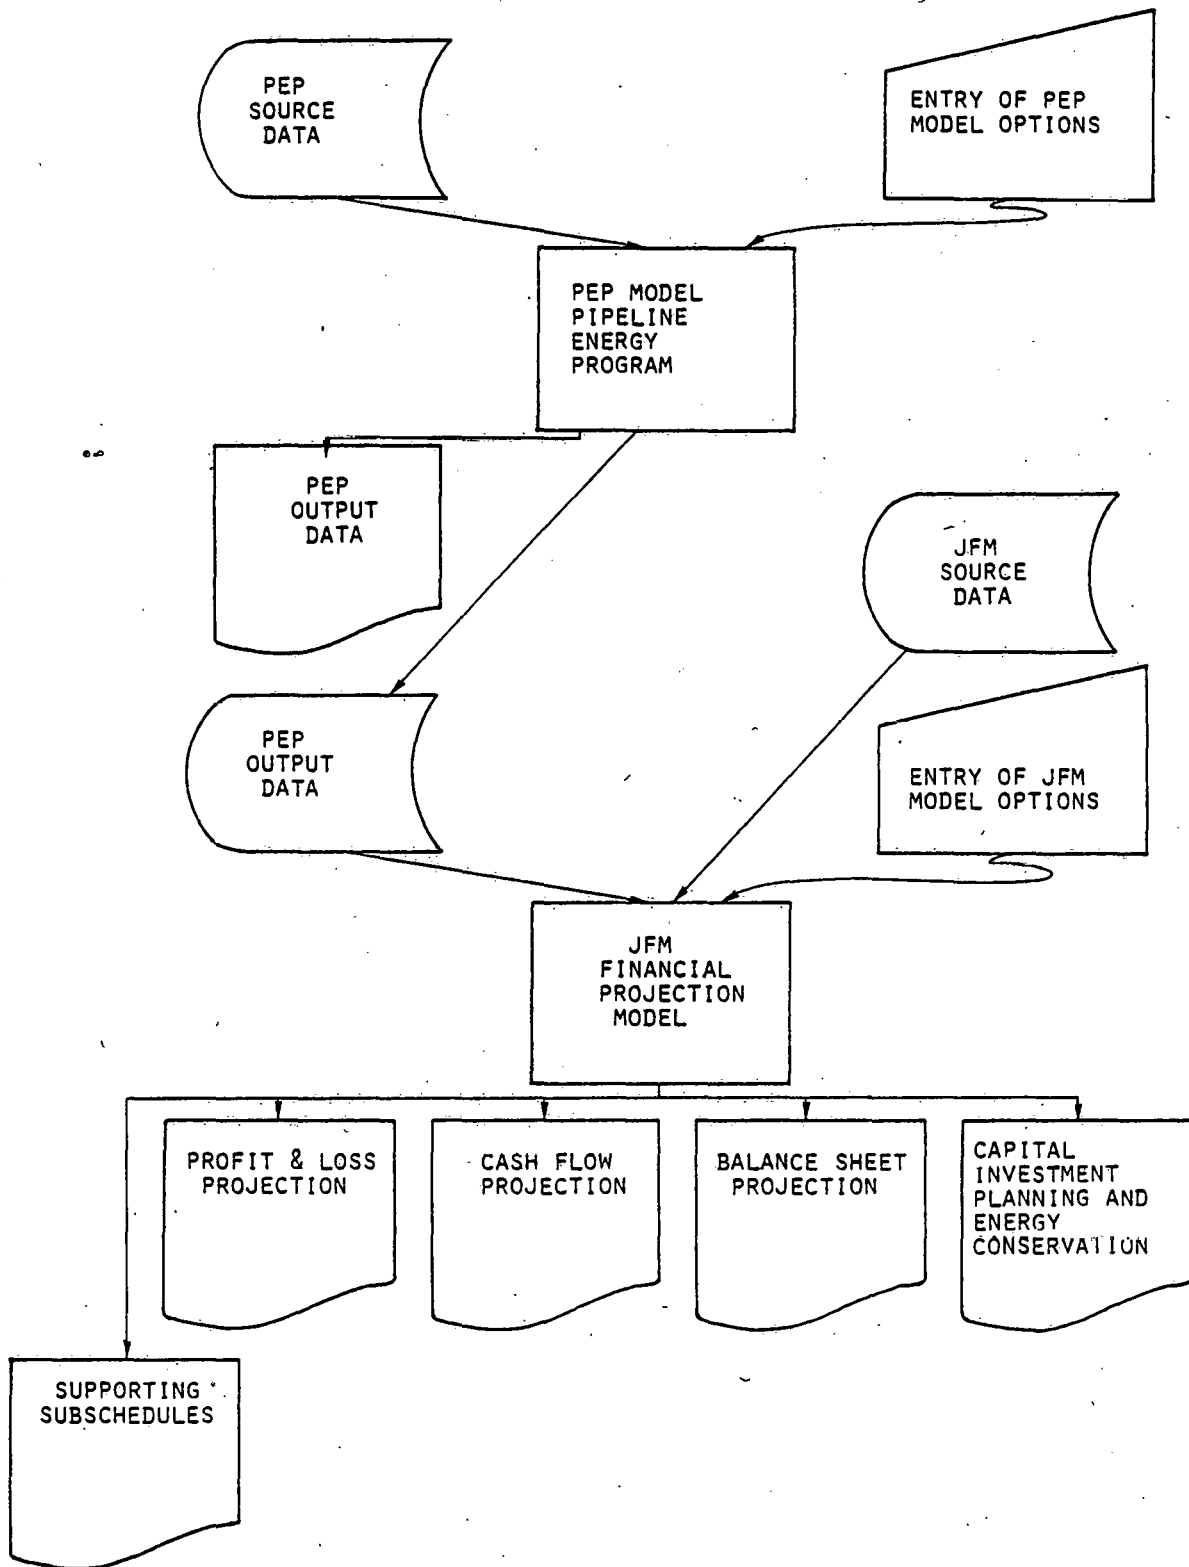 PEP
SOURCE
DATA
ENTRY OF PEP
MODEL OPTIONS
PEP MODEL
PIPELINE
ENERGY
PROGRAM
PEP
OUTPUT
DATA
JFM
SOURCE
DATA
PEP
OUTPUT
DATA
ENTRY OF JFM
MODEL OPTIONS
JFM
FINANCIAL
PROJECTION
MODEL
PROFIT & LOSS
PROJECTION
CASH FLOW
PROJECTION
BALANCE SHEET
PROJECTION
CAPITAL
INVESTMENT
PLANNING AND
ENERGY
CONSERVATION
SUPPORTING
SUBSCHEDULES